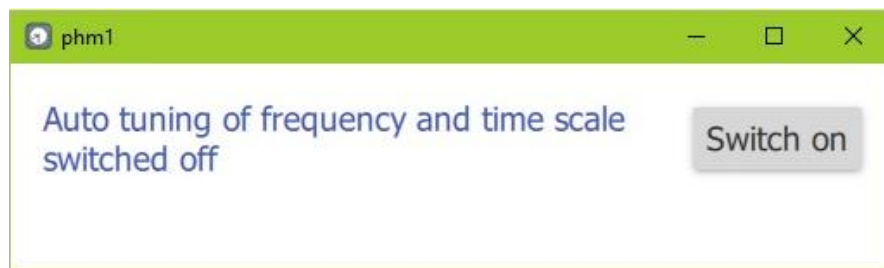 phm1
Auto tuning of frequency and time scale
switched off
Switch on